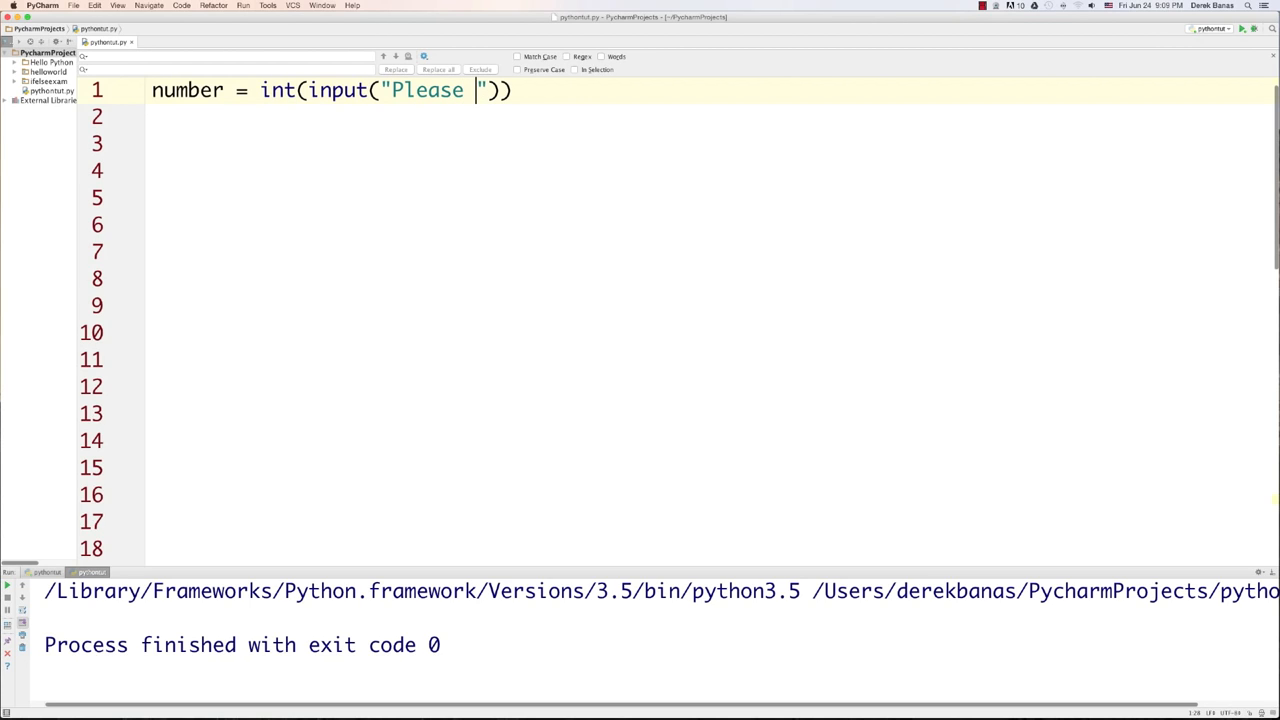 PyCharm File Edit View Navigate Code Refactor Run Tools VCS Window Help 10 Fri Jun 24 9:09 PM Derek Banas
pythontut.py - PycharmProjects - [~/PycharmProjects]
PycharmProjects pythontut.py pythontut
pythontut.py ×
PycharmProject
Hello Python
helloworld
ifelseexam
pythontut.py
External Librarie
Match Case Regex Words
Replace Replace all Exclude Preserve Case In Selection
1 number = int(input("Please "))
2
3
4
5
6
7
8
9
10
11
12
13
14
15
16
17
18
Run: pythontut pythontut
/Library/Frameworks/Python.framework/Versions/3.5/bin/python3.5 /Users/derekbanas/PycharmProjects/pytho
Process finished with exit code 0
1:28 LF≑ UTF-8≑